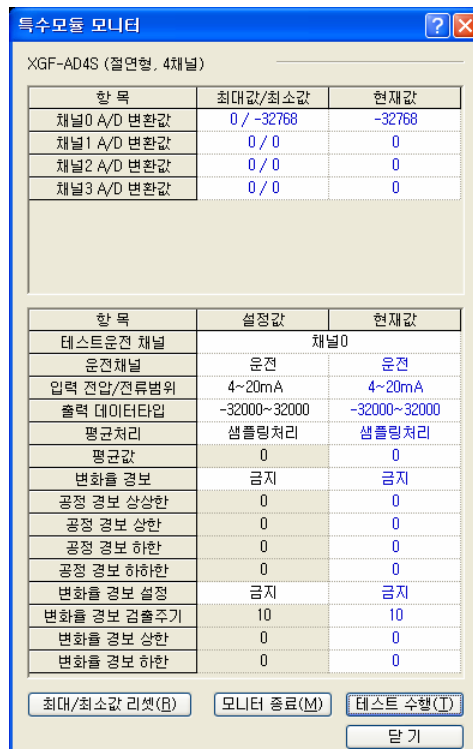 특수모듈 모니터
XGF-AD4S (절연형, 4채널)
항 목 최대값/최소값 현재값
채널0 A/D 변환값 0 / -32768 -32768
채널1 A/D 변환값 0 / 0 0
채널2 A/D 변환값 0 / 0 0
채널3 A/D 변환값 0 / 0 0
항 목 설정값 현재값
테스트운전 채널 채널0
운전채널 운전 운전
입력 전압/전류범위 4~20mA 4~20mA
출력 데이터타입 -32000~32000 -32000~32000
평균처리 샘플링처리 샘플링처리
평균값 0 0
변화율 경보 금지 금지
공정 경보 상상한 0 0
공정 경보 상한 0 0
공정 경보 하한 0 0
공정 경보 하하한 0 0
변화율 경보 설정 금지 금지
변화율 경보 검출주기 10 10
변화율 경보 상한 0 0
변화율 경보 하한 0 0
최대/최소값 리셋(R) 모니터 종료(M) 테스트 수행(T)
닫 기